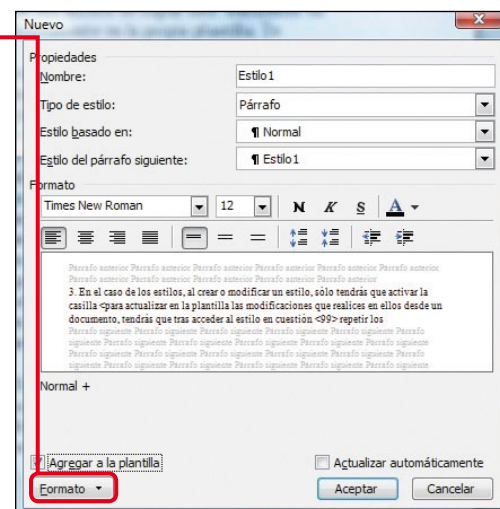 Nuevo
Propiedades
Nombre: Estilo1
Tipo de estilo: Párrafo
Estilo basado en: ¶ Normal
Estilo del párrafo siguiente: ¶ Estilo1
Formato
Times New Roman 12 N K S A
Párrafo anterior Párrafo anterior Párrafo anterior Párrafo anterior Párrafo anterior Párrafo anterior
Párrafo anterior Párrafo anterior Párrafo anterior Párrafo anterior Párrafo anterior
3. En el caso de los estilos, al crear o modificar un estilo, sólo tendrás que activar la
casilla <para actualizar en la plantilla las modificaciones que realices en ellos desde un
documento, tendrás que tras acceder al estilo en cuestión <99> repetir los
Párrafo siguiente Párrafo siguiente Párrafo siguiente Párrafo siguiente Párrafo siguiente Párrafo
siguiente Párrafo siguiente Párrafo siguiente Párrafo siguiente Párrafo siguiente Párrafo siguiente
Párrafo siguiente Párrafo siguiente Párrafo siguiente Párrafo siguiente Párrafo siguiente Párrafo
siguiente Párrafo siguiente Párrafo siguiente Párrafo siguiente Párrafo siguiente Párrafo siguiente
Normal +
Agregar a la plantilla Actualizar automáticamente
Formato Aceptar Cancelar